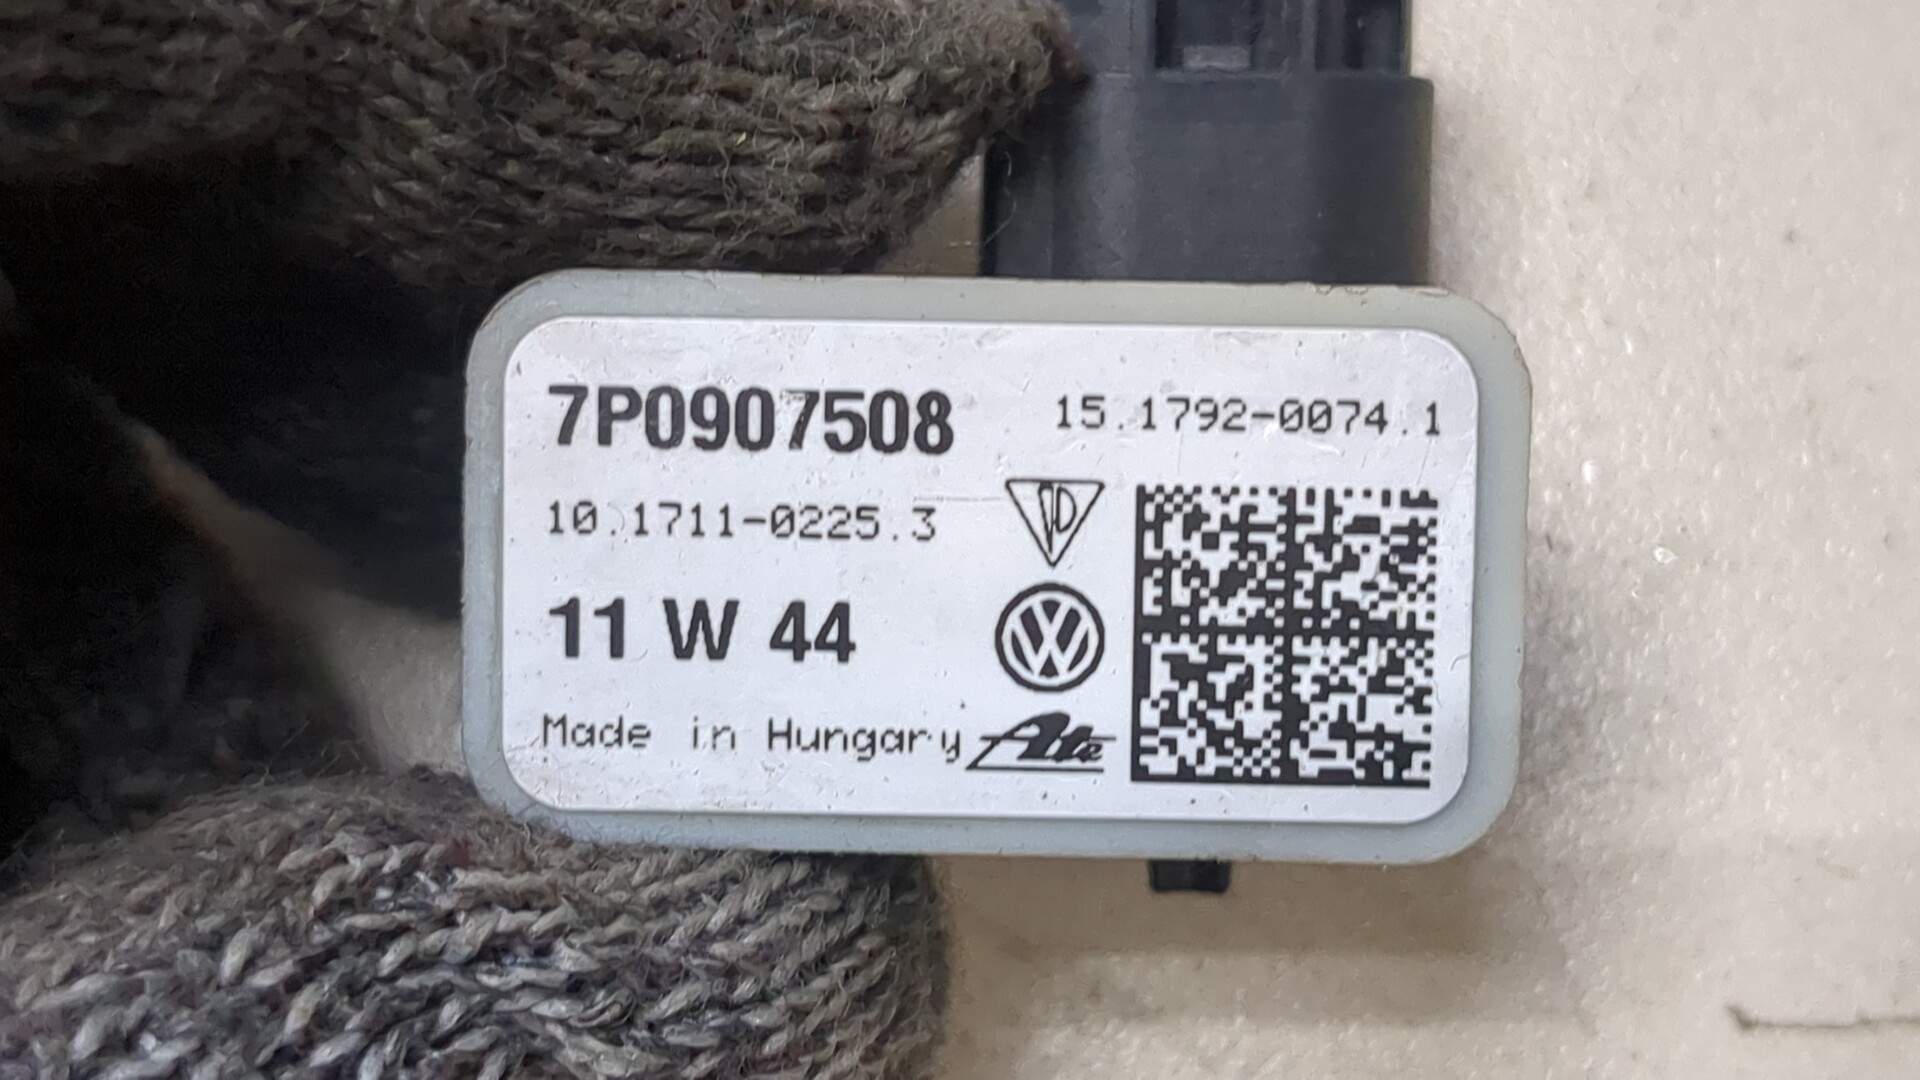 7P0907508
15.1792-0074.1
10.1711-0225.3
11 W 44
Made in Hungary
Ate